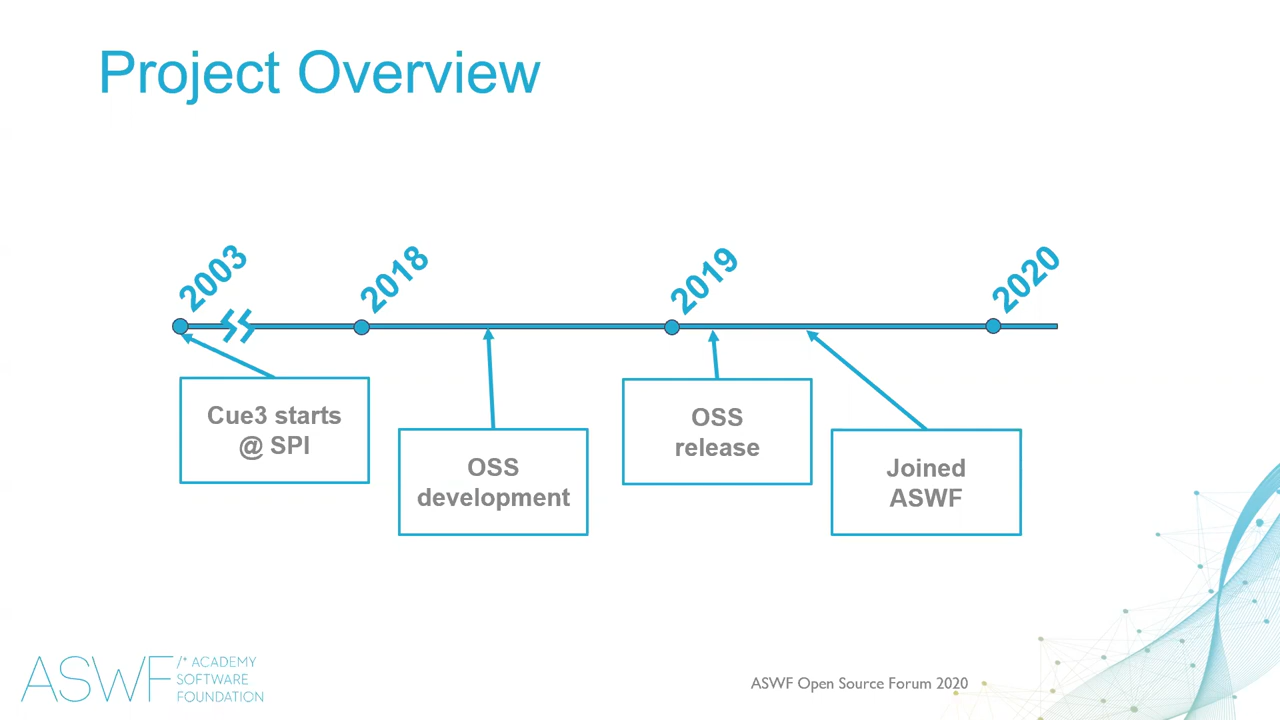 Project Overview
2003
2018
2019
2020
Cue3 starts
@ SPI
OSS
development
OSS
release
Joined
ASWF
ASWF
/* ACADEMY
SOFTWARE
FOUNDATION
ASWF Open Source Forum 2020